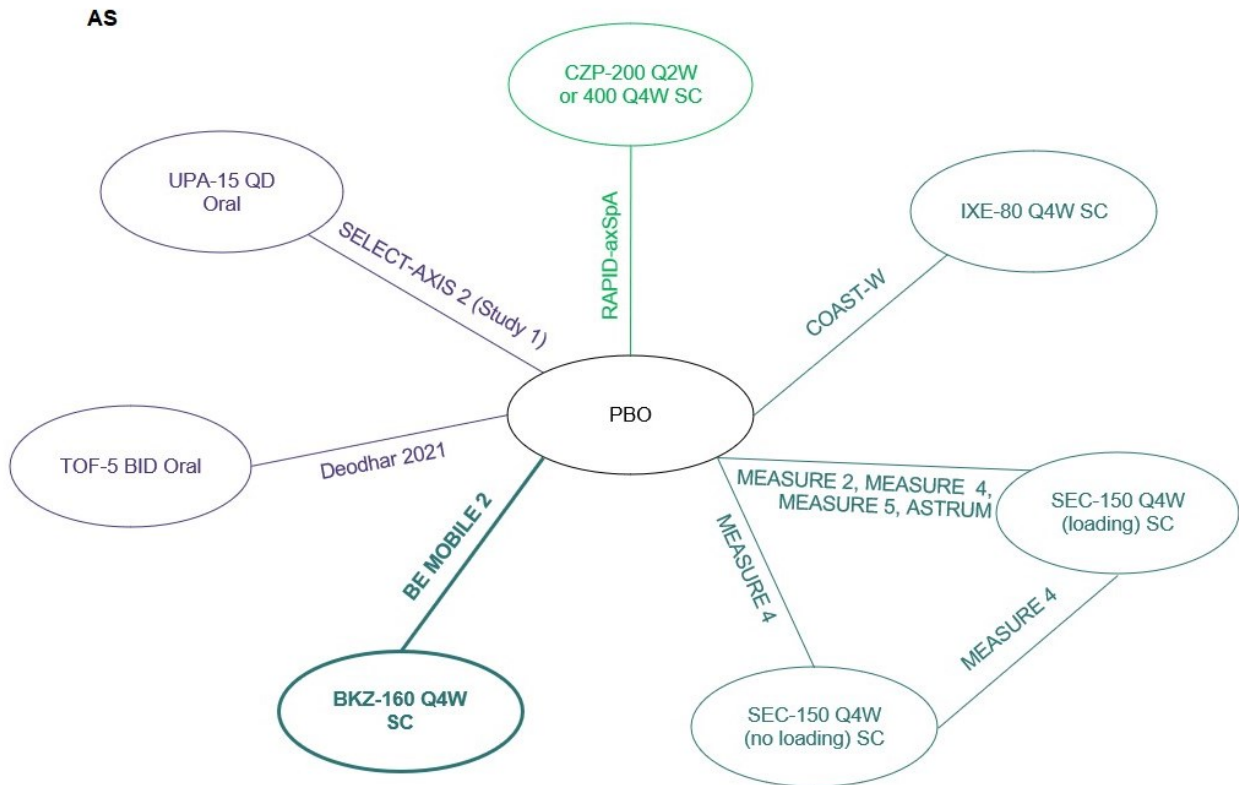 AS
CZP-200 Q2W
or 400 Q4W SC
UPA-15 QD
Oral
IXE-80 Q4W SC
SELECT-AXIS 2 (Study 1)
RAPID-axSpA
COAST-W
PBO
TOF-5 BID Oral
Deodhar 2021
MEASURE 2, MEASURE 4,
MEASURE 5, ASTRUM
SEC-150 Q4W
(loading) SC
BE MOBILE 2
MEASURE 4
MEASURE 4
BKZ-160 Q4W
SC
SEC-150 Q4W
(no loading) SC